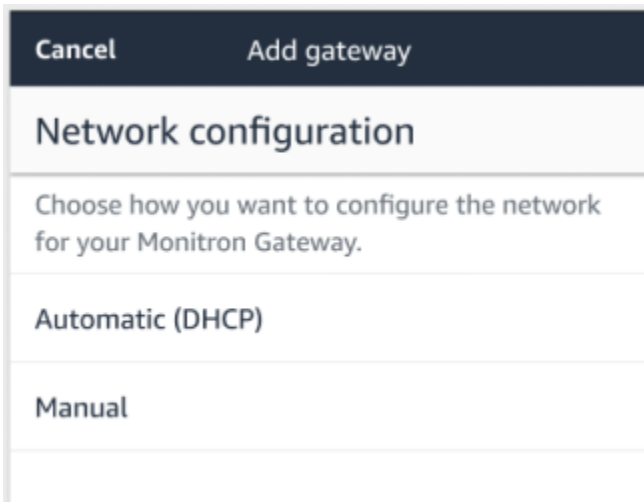 Cancel Add gateway
Network configuration
Choose how you want to configure the network
for your Monitron Gateway.
Automatic (DHCP)
Manual